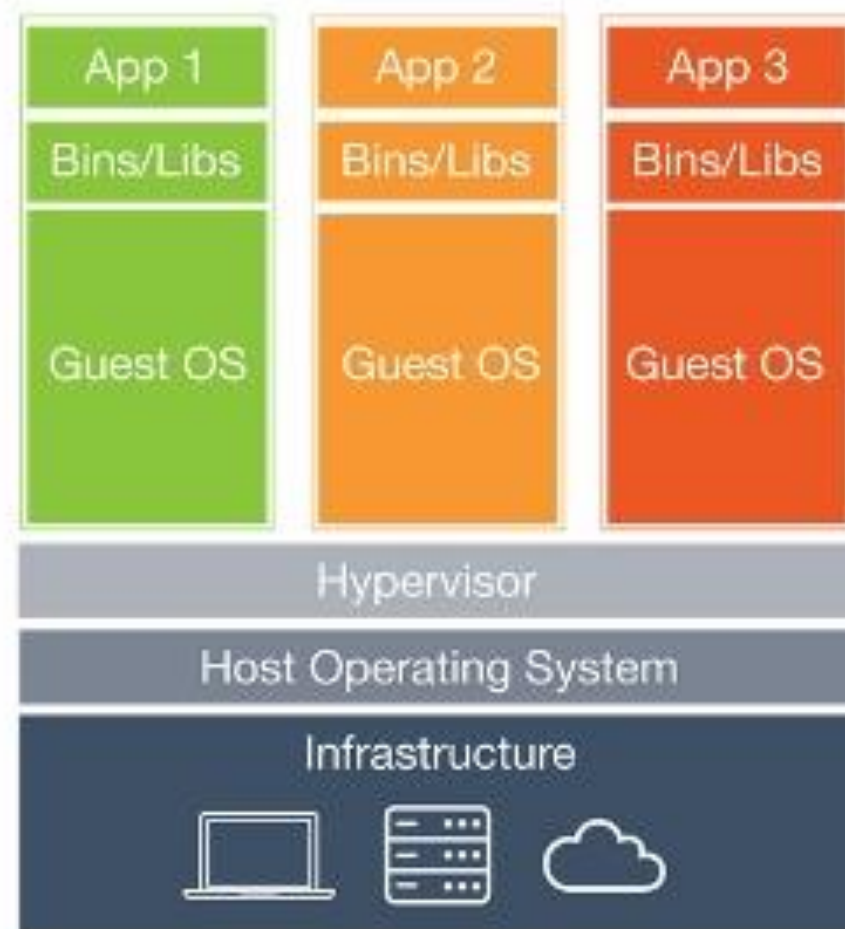 App 1
App 2
App 3
Bins/Libs
Bins/Libs
Bins/Libs
Guest OS
Guest OS
Guest OS
Hypervisor
Host Operating System
Infrastructure